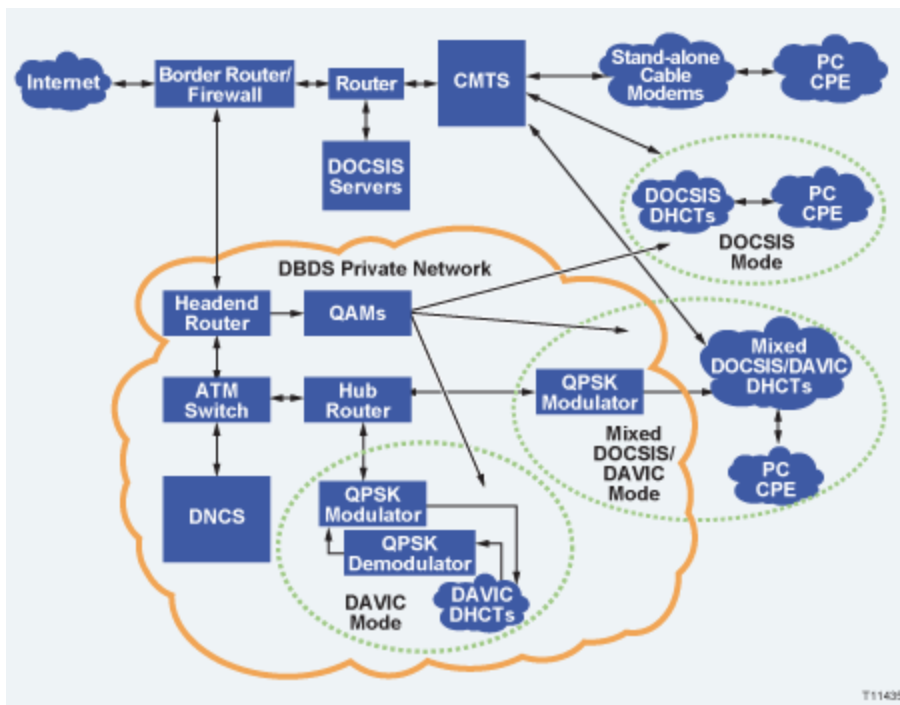 Internet
Border Router/
Firewall
Router
CMTS
Stand-alone
Cable
Modems
PC
CPE
DOCSIS
Servers
DOCSIS
DHCTs
PC
CPE
DOCSIS
Mode
DBDS Private Network
Headend
Router
QAMs
Mixed
DOCSIS/DAVIC
DHCTs
ATM
Switch
Hub
Router
QPSK
Modulator
Mixed
DOCSIS/
DAVIC
Mode
PC
CPE
DNCS
QPSK
Modulator
QPSK
Demodulator
DAVIC
Mode
DAVIC
DHCTs
T11435